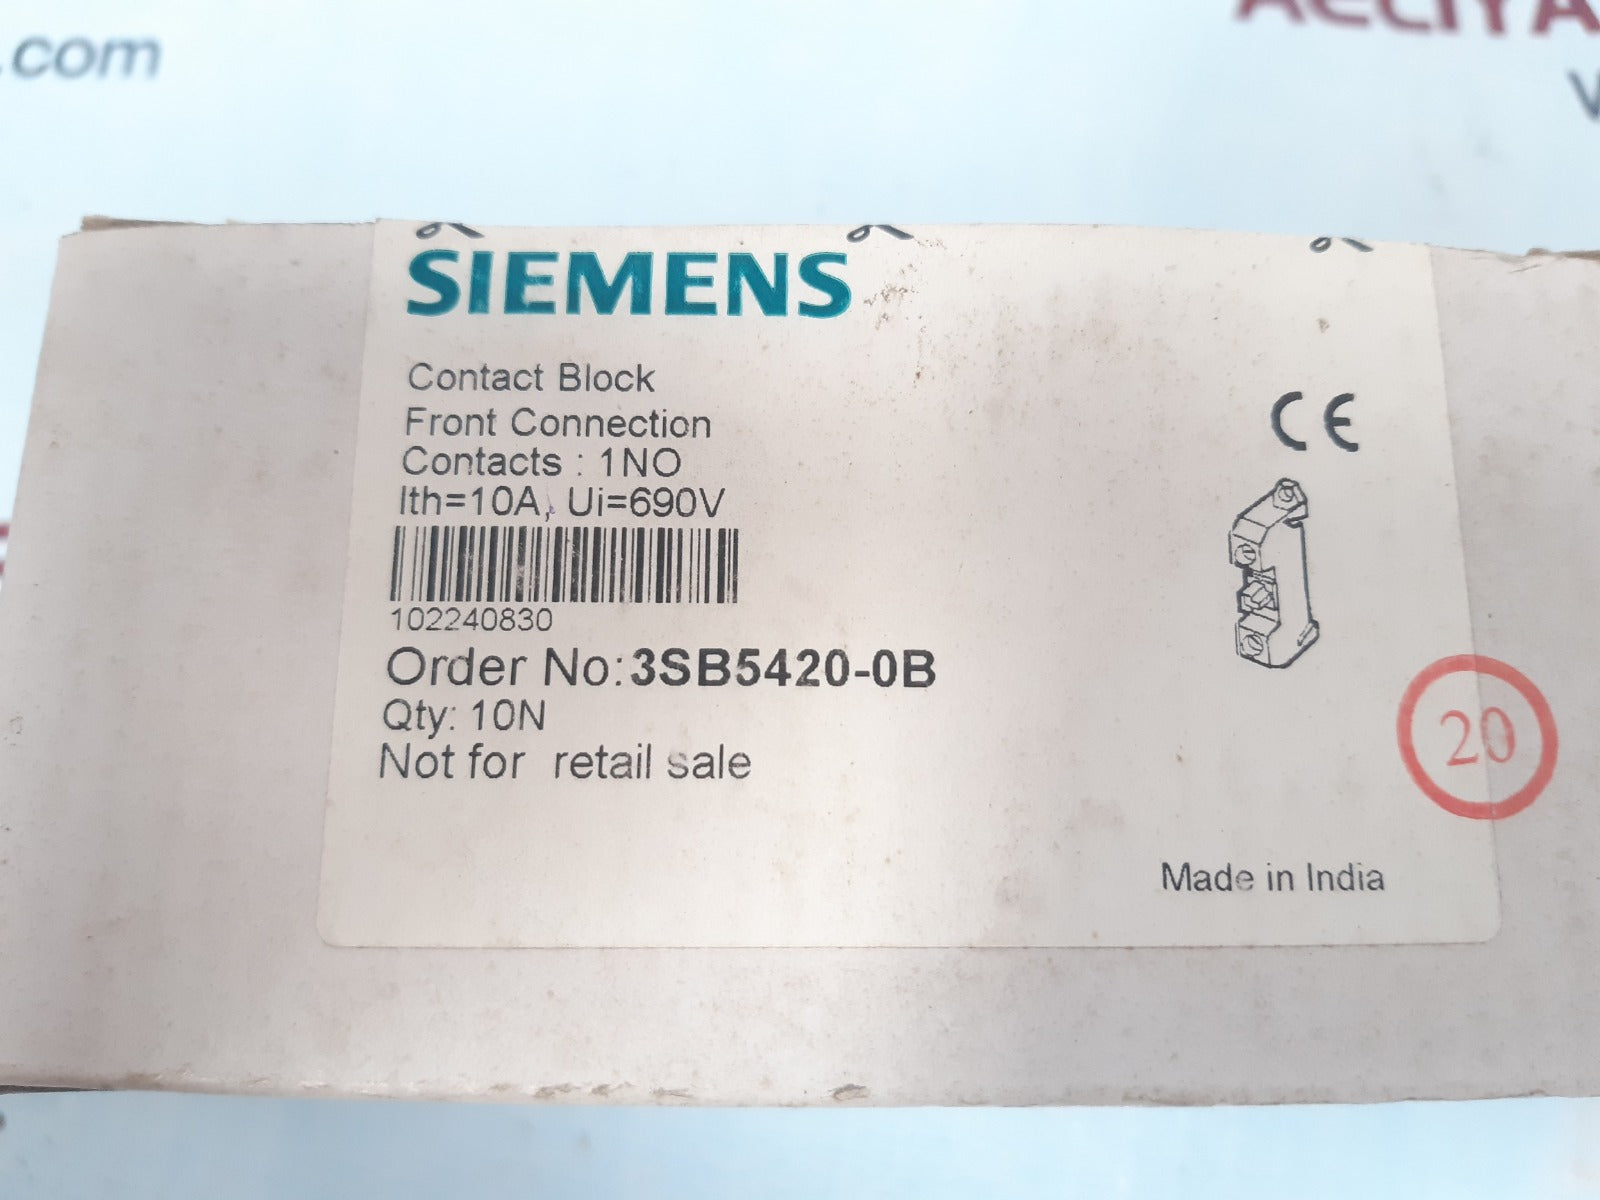 .com
SIEMENS
Contact Block
Front Connection
Contacts : 1NO
Ith=10A, Ui=690V
102240830
Order No:3SB5420-0B
Qty: 10N
Not for retail sale
CE
20
Made in India